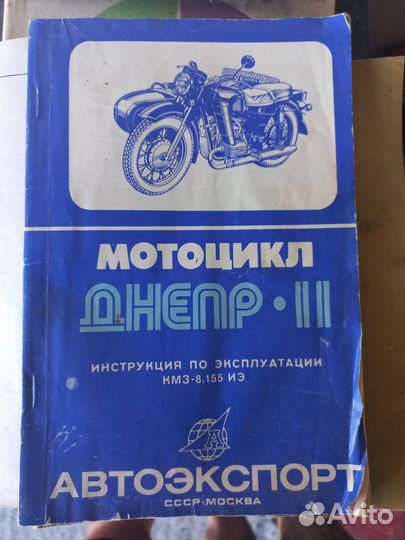 МОТОЦИКЛ
ДНЕПР·11
ИНСТРУКЦИЯ ПО ЭКСПЛУАТАЦИИ
КМЗ-8.155 ИЭ
А
АВТОЭКСПОРТ
СССР·МОСКВА
Avito